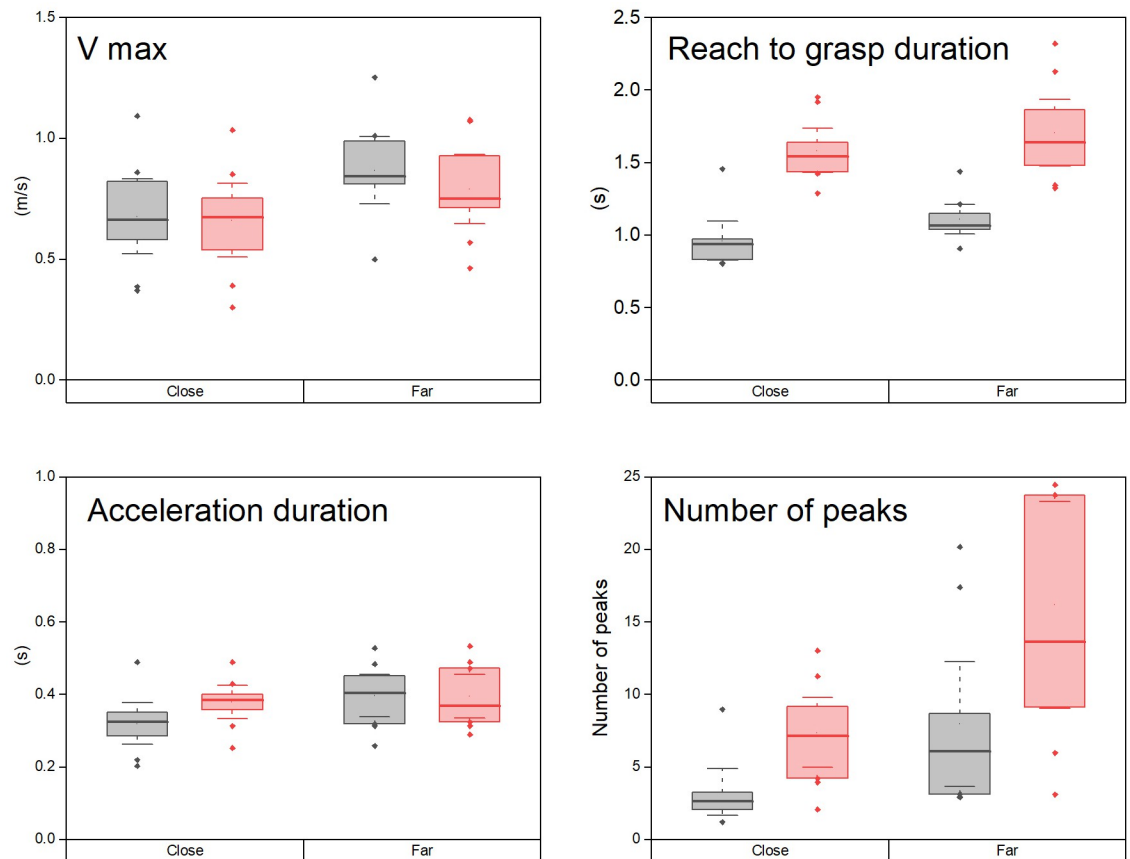 V max
1.5
1.0
0.5
0.0
(m/s)
Close
Far
Reach to grasp duration
2.5
2.0
1.5
1.0
0.5
0.0
(s)
Close
Far
Acceleration duration
1.0
0.8
0.6
0.4
0.2
0.0
(s)
Close
Far
Number of peaks
25
20
15
10
5
0
Number of peaks
Close
Far